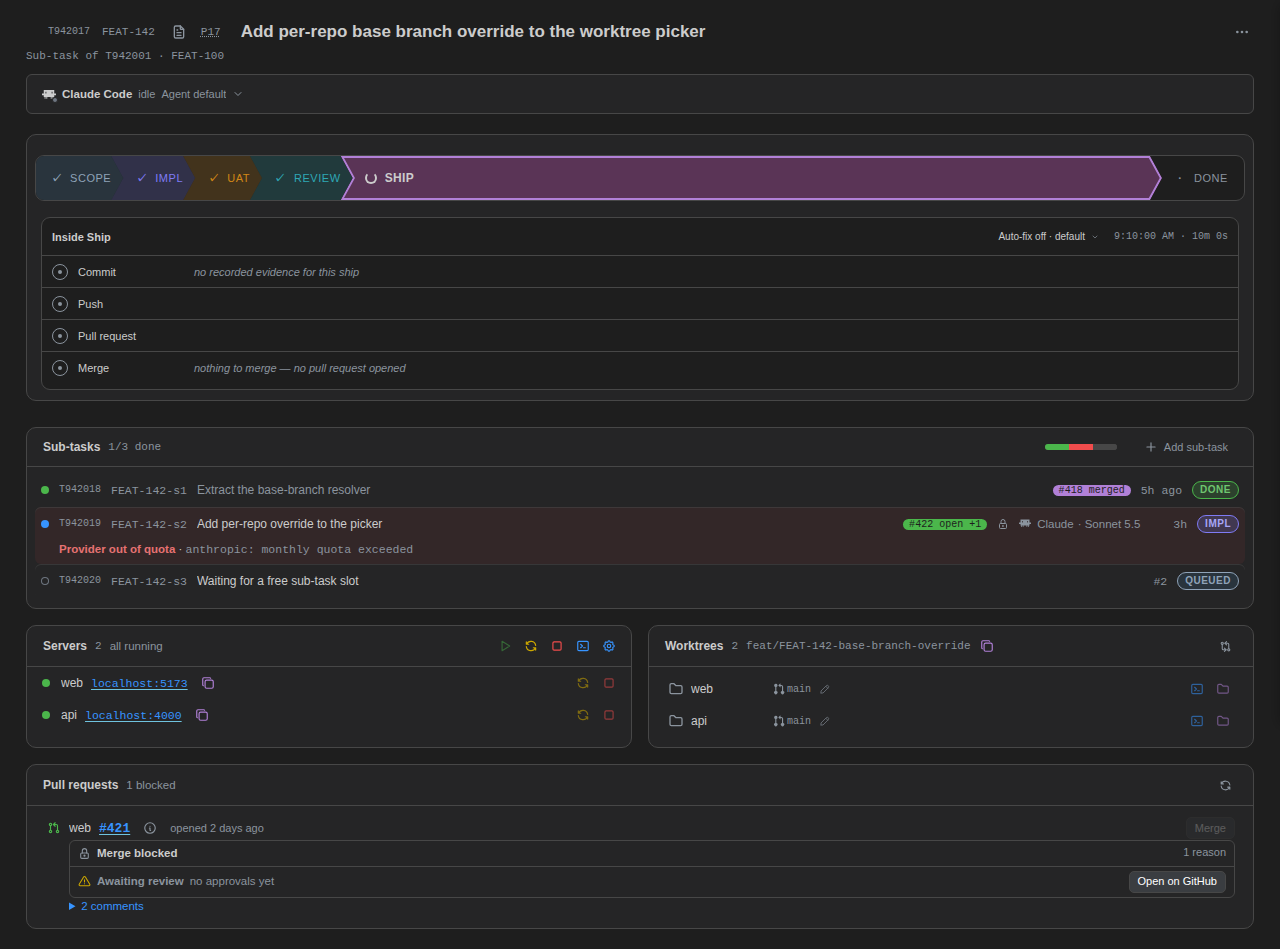 T942017 FEAT-142 P17 Add per-repo base branch override to the worktree picker
Sub-task of T942001 · FEAT-100
Claude Code idle Agent default
SCOPE IMPL UAT REVIEW SHIP DONE
Inside Ship Auto-fix off · default 9:10:00 AM · 10m 0s
Commit no recorded evidence for this ship
Push
Pull request
Merge nothing to merge — no pull request opened
Sub-tasks 1/3 done Add sub-task
T942018 FEAT-142-s1 Extract the base-branch resolver #418 merged 5h ago DONE
T942019 FEAT-142-s2 Add per-repo override to the picker #422 open +1 Claude · Sonnet 5.5 3h IMPL
Provider out of quota · anthropic: monthly quota exceeded
T942020 FEAT-142-s3 Waiting for a free sub-task slot #2 QUEUED
Servers 2 all running
web localhost:5173
api localhost:4000
Worktrees 2 feat/FEAT-142-base-branch-override
web main
api main
Pull requests 1 blocked
web #421 opened 2 days ago Merge
Merge blocked 1 reason
Awaiting review no approvals yet Open on GitHub
2 comments